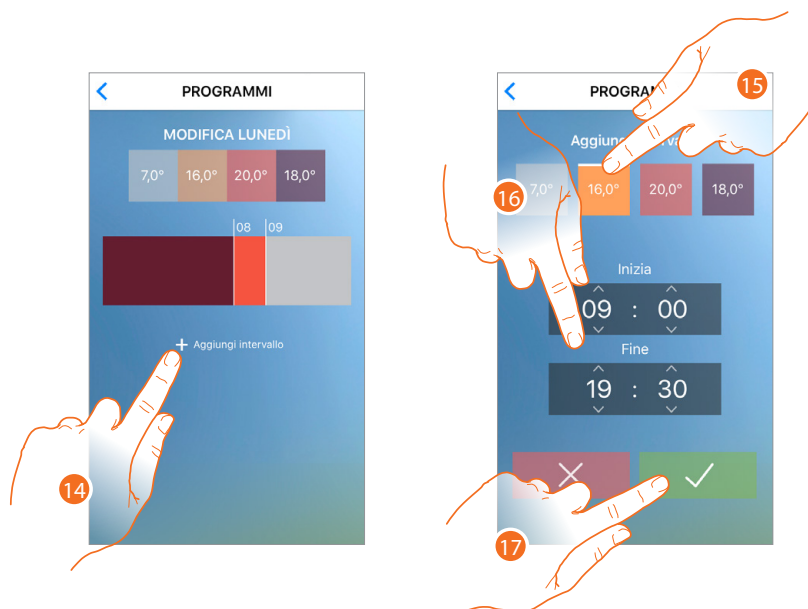 PROGRAMMI
MODIFICA LUNEDÌ
7,0° 16,0° 20,0° 18,0°
08 09
+ Aggiungi intervallo
14
15
Aggiun
7,0° 16,0° 20,0° 18,0°
16
Inizia
09 : 00
Fine
19 : 30
17